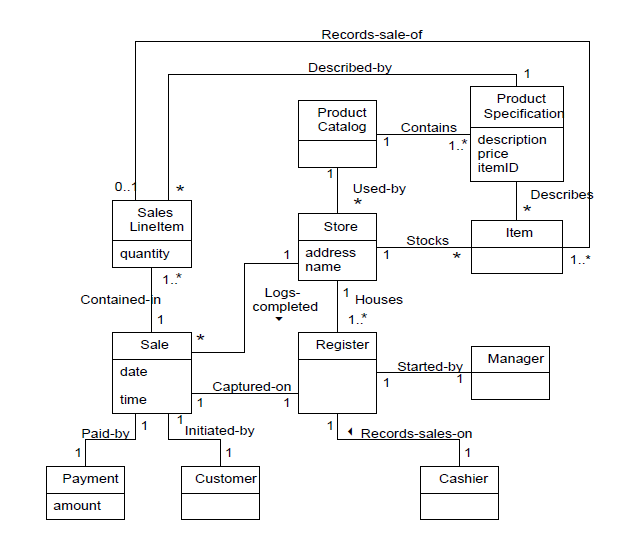 Records-sale-of
Described-by
1
Product
Catalog
Contains
1
1..*
Product
Specification
description
price
itemID
1
Used-by
*
0..1
*
Sales
LineItem
quantity
Describes
*
Store
address
name
1
1
Stocks
*
Item
1..*
1..*
Contained-in
1
Logs-
completed
1
Houses
1..*
Sale
date
time
*
Register
Started-by
1
1
Manager
Captured-on
1
1
Paid-by
1
1
1
Initiated-by
1
1
Records-sales-on
1
Payment
amount
Customer
Cashier